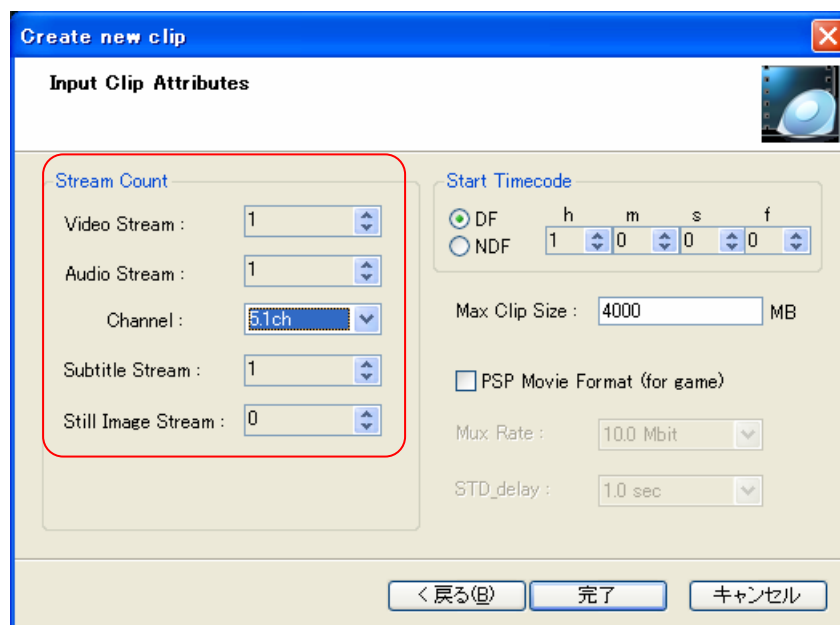 Create new clip
Input Clip Attributes
Stream Count
Video Stream : 1
Audio Stream : 1
Channel : 5.1ch
Subtitle Stream : 1
Still Image Stream : 0
Start Timecode
DF
NDF
h m s f
1 0 0 0
Max Clip Size : 4000 MB
PSP Movie Format (for game)
Mux Rate : 10.0 Mbit
STD_delay : 1.0 sec
< 戻る(B)
完了
キャンセル